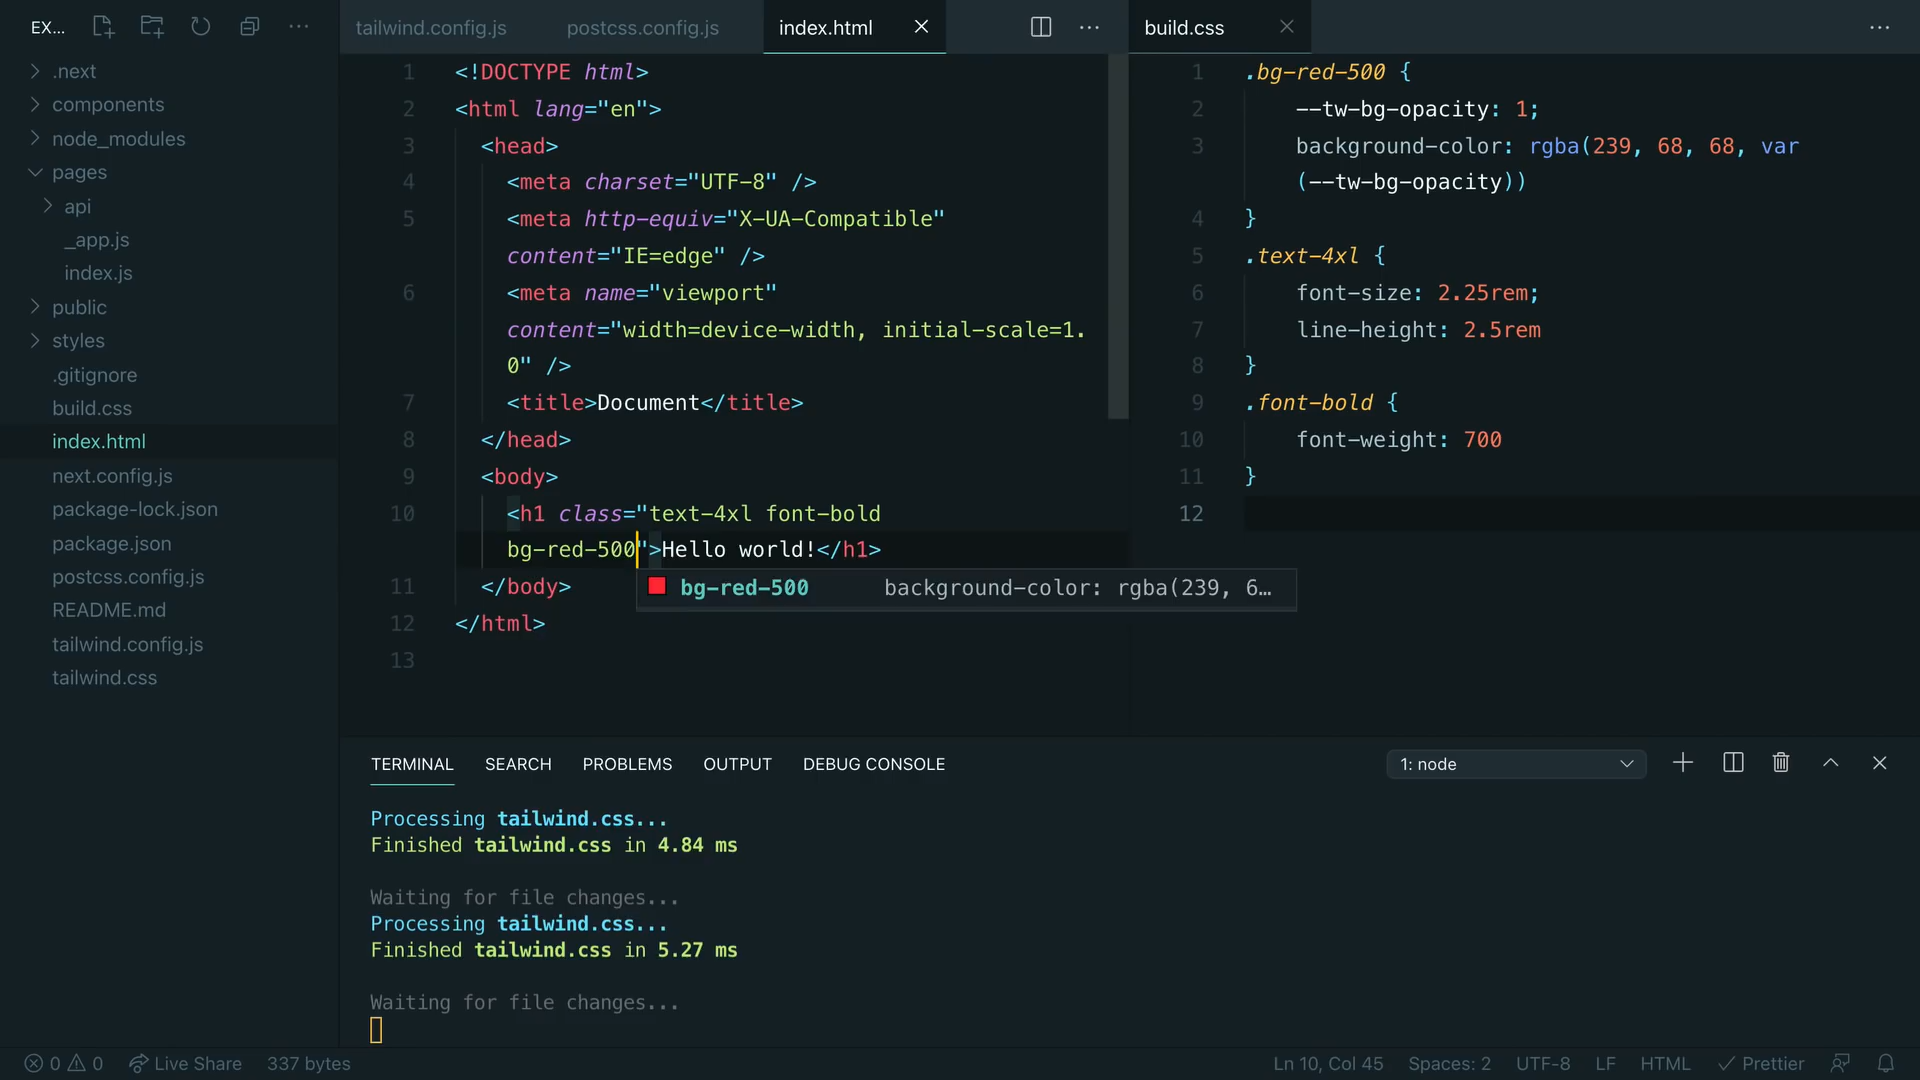 EX...
.next
components
node_modules
pages
api
_app.js
index.js
public
styles
.gitignore
build.css
index.html
next.config.js
package-lock.json
package.json
postcss.config.js
README.md
tailwind.config.js
tailwind.css
tailwind.config.js postcss.config.js index.html
1 <!DOCTYPE html>
2 <html lang="en">
3 <head>
4 <meta charset="UTF-8" />
5 <meta http-equiv="X-UA-Compatible"
content="IE=edge" />
6 <meta name="viewport"
content="width=device-width, initial-scale=1.
0" />
7 <title>Document</title>
8 </head>
9 <body>
10 <h1 class="text-4xl font-bold
bg-red-500">Hello world!</h1>
bg-red-500 background-color: rgba(239, 6…
11 </body>
12 </html>
13
build.css
1 .bg-red-500 {
2 --tw-bg-opacity: 1;
3 background-color: rgba(239, 68, 68, var
(--tw-bg-opacity))
4 }
5 .text-4xl {
6 font-size: 2.25rem;
7 line-height: 2.5rem
8 }
9 .font-bold {
10 font-weight: 700
11 }
12
TERMINAL SEARCH PROBLEMS OUTPUT DEBUG CONSOLE 1: node
Processing tailwind.css...
Finished tailwind.css in 4.84 ms
Waiting for file changes...
Processing tailwind.css...
Finished tailwind.css in 5.27 ms
Waiting for file changes...
0 0 Live Share 337 bytes Ln 10, Col 45 Spaces: 2 UTF-8 LF HTML Prettier